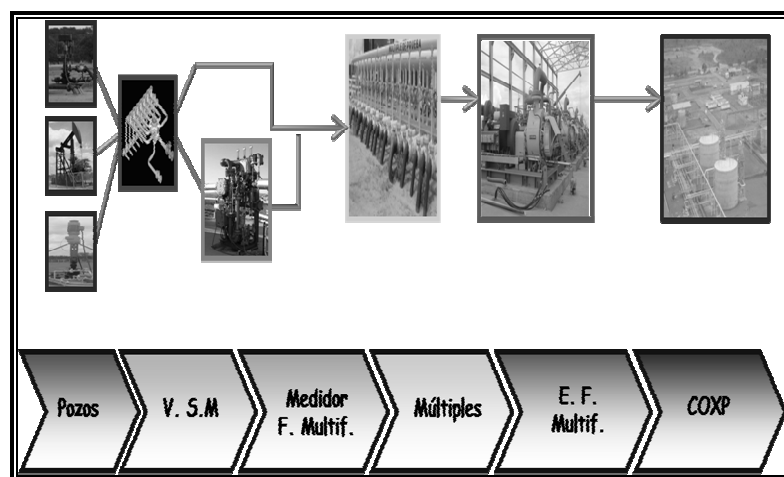 Pozos
V. S.M
Medidor
F. Multif.
Múltiples
E. F.
Multif.
COXP